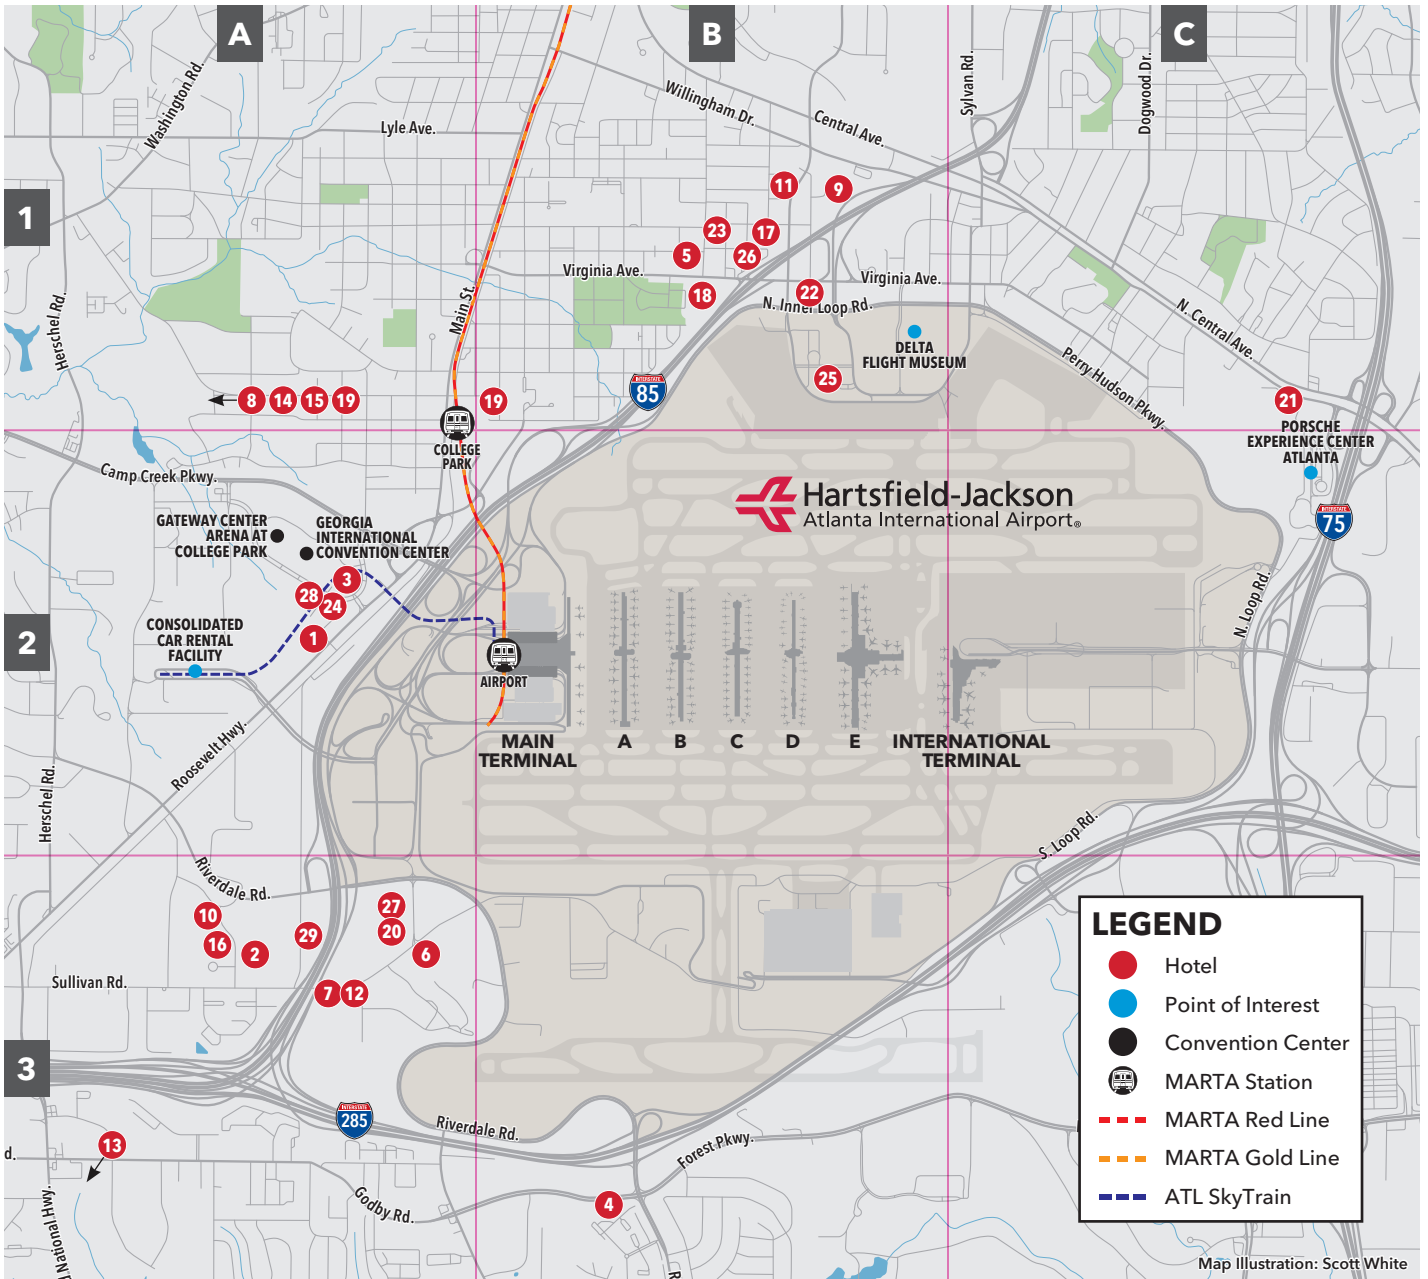 A
B
C
1
2
3
Washington Rd.
Lyle Ave.
Willingham Dr.
Central Ave.
Sylvan Rd.
Dogwood Dr.
11
9
23
17
5
26
Virginia Ave.
Virginia Ave.
18
22
N. Inner Loop Rd.
Main St.
Herschel Rd.
N. Central Ave.
DELTA
FLIGHT MUSEUM
Perry Hudson Pkwy.
25
INTERSTATE
85
8
14
15
19
19
21
COLLEGE
PARK
PORSCHE
EXPERIENCE CENTER
ATLANTA
Camp Creek Pkwy.
Hartsfield-Jackson
Atlanta International Airport®
INTERSTATE
75
GATEWAY CENTER
ARENA AT
COLLEGE PARK
GEORGIA
INTERNATIONAL
CONVENTION CENTER
3
28
24
1
N. Loop Rd.
CONSOLIDATED
CAR RENTAL
FACILITY
AIRPORT
MAIN
TERMINAL
A
B
C
D
E
INTERNATIONAL
TERMINAL
Roosevelt Hwy.
Herschel Rd.
S. Loop Rd.
Riverdale Rd.
10
16
2
29
27
20
6
7
12
Sullivan Rd.
INTERSTATE
285
Riverdale Rd.
Forest Pkwy.
13
d.
Godby Rd.
4
National Hwy.
R
LEGEND
Hotel
Point of Interest
Convention Center
MARTA Station
MARTA Red Line
MARTA Gold Line
ATL SkyTrain
Map Illustration: Scott White